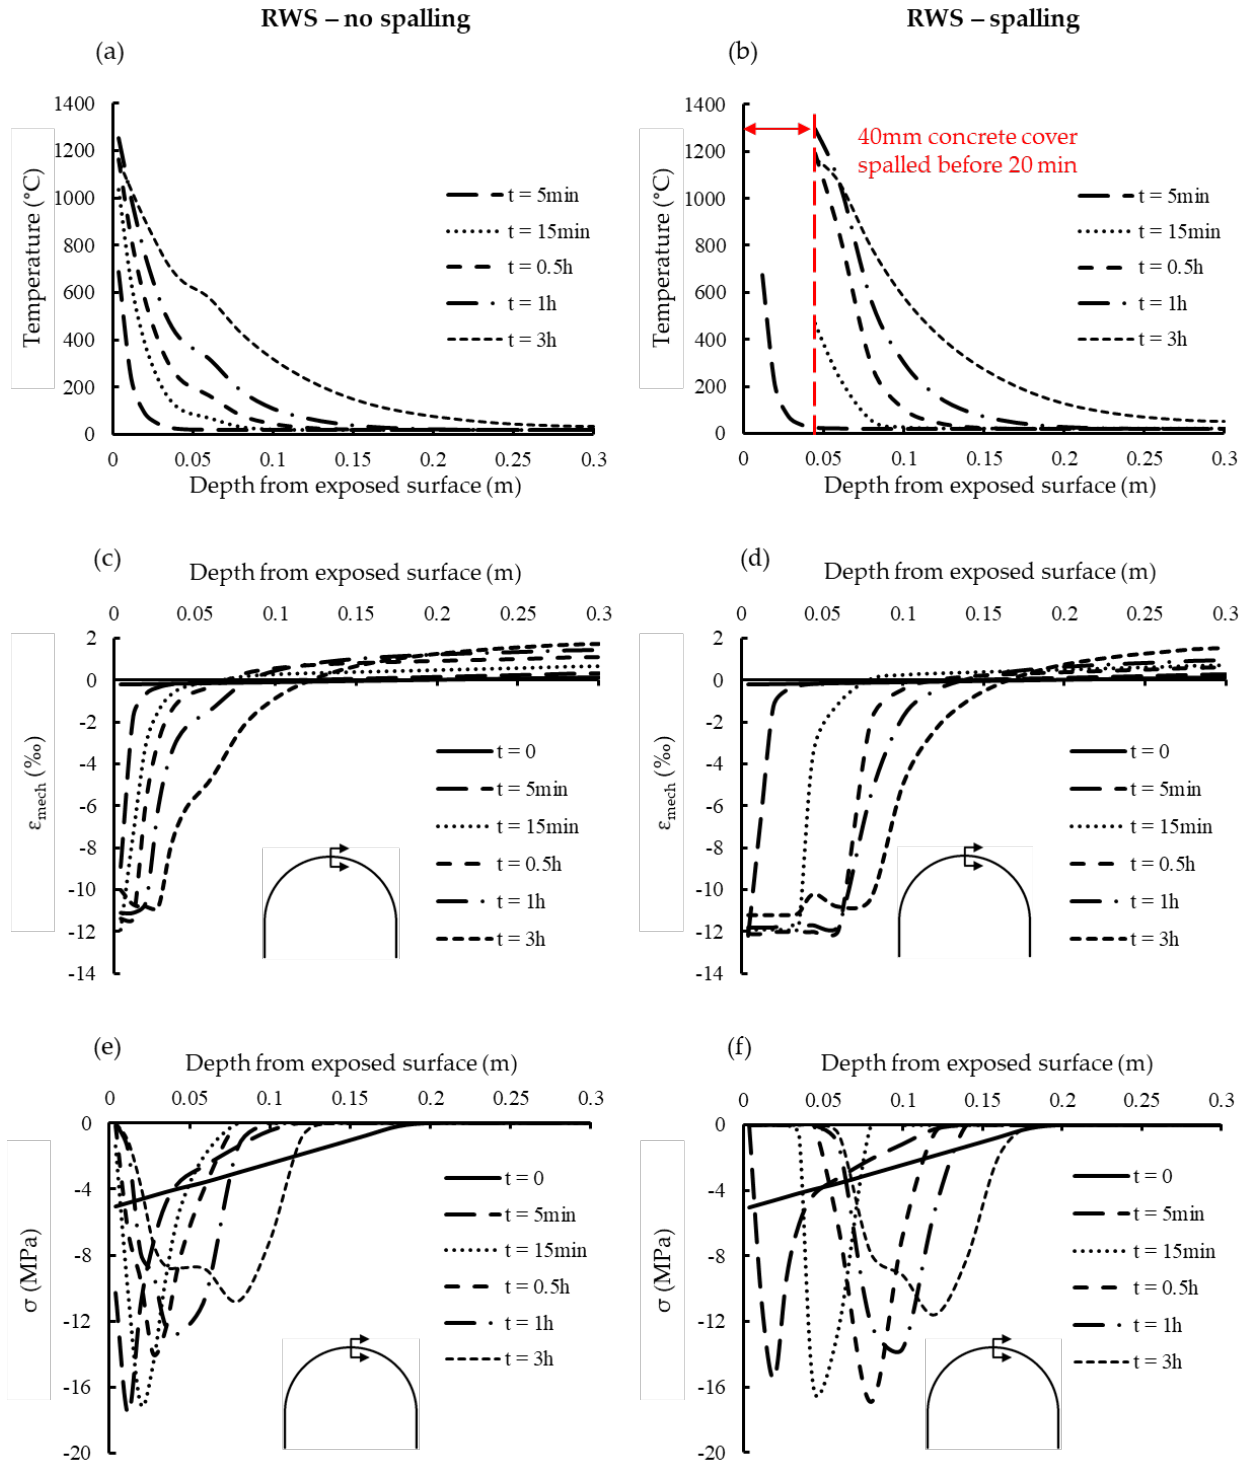 RWS – no spalling
RWS – spalling
(a)
1400
1200
1000
800
600
400
200
0
Temperature (°C)
t = 5min
t = 15min
t = 0.5h
t = 1h
t = 3h
0
0.05
0.1
0.15
0.2
0.25
0.3
Depth from exposed surface (m)
(b)
1400
1200
1000
800
600
400
200
0
Temperature (°C)
40mm concrete cover
spalled before 20 min
t = 5min
t = 15min
t = 0.5h
t = 1h
t = 3h
0
0.05
0.1
0.15
0.2
0.25
0.3
Depth from exposed surface (m)
(c)
Depth from exposed surface (m)
0
0.05
0.1
0.15
0.2
0.25
0.3
2
0
-2
-4
-6
-8
-10
-12
-14
εmech (‰)
t = 0
t = 5min
t = 15min
t = 0.5h
t = 1h
t = 3h
(d)
Depth from exposed surface (m)
0
0.05
0.1
0.15
0.2
0.25
0.3
2
0
-2
-4
-6
-8
-10
-12
-14
εmech (‰)
t = 0
t = 5min
t = 15min
t = 0.5h
t = 1h
t = 3h
(e)
Depth from exposed surface (m)
0
0.05
0.1
0.15
0.2
0.25
0.3
0
-4
-8
-12
-16
-20
σ (MPa)
t = 0
t = 5min
t = 15min
t = 0.5h
t = 1h
t = 3h
(f)
Depth from exposed surface (m)
0
0.05
0.1
0.15
0.2
0.25
0.3
0
-4
-8
-12
-16
-20
σ (MPa)
t = 0
t = 5min
t = 15min
t = 0.5h
t = 1h
t = 3h